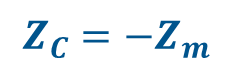 Z_C = −Z_m